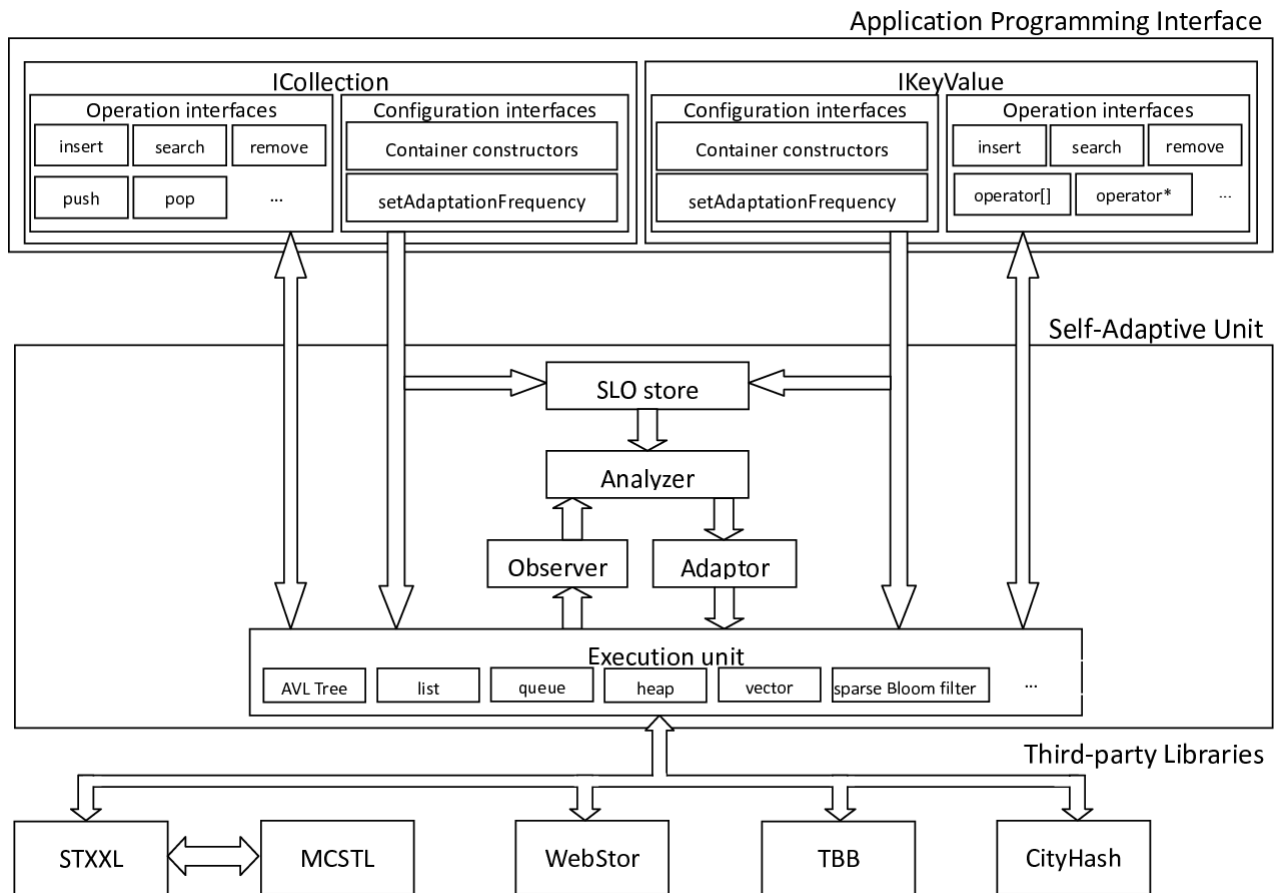 Application Programming Interface
ICollection
IKeyValue
Operation interfaces
Configuration interfaces
Configuration interfaces
Operation interfaces
insert
search
remove
Container constructors
Container constructors
insert
search
remove
push
pop
...
setAdaptationFrequency
setAdaptationFrequency
operator[]
operator*
...
Self-Adaptive Unit
SLO store
Analyzer
Observer
Adaptor
Execution unit
AVL Tree
list
queue
heap
vector
sparse Bloom filter
...
Third-party Libraries
STXXL
MCSTL
WebStor
TBB
CityHash